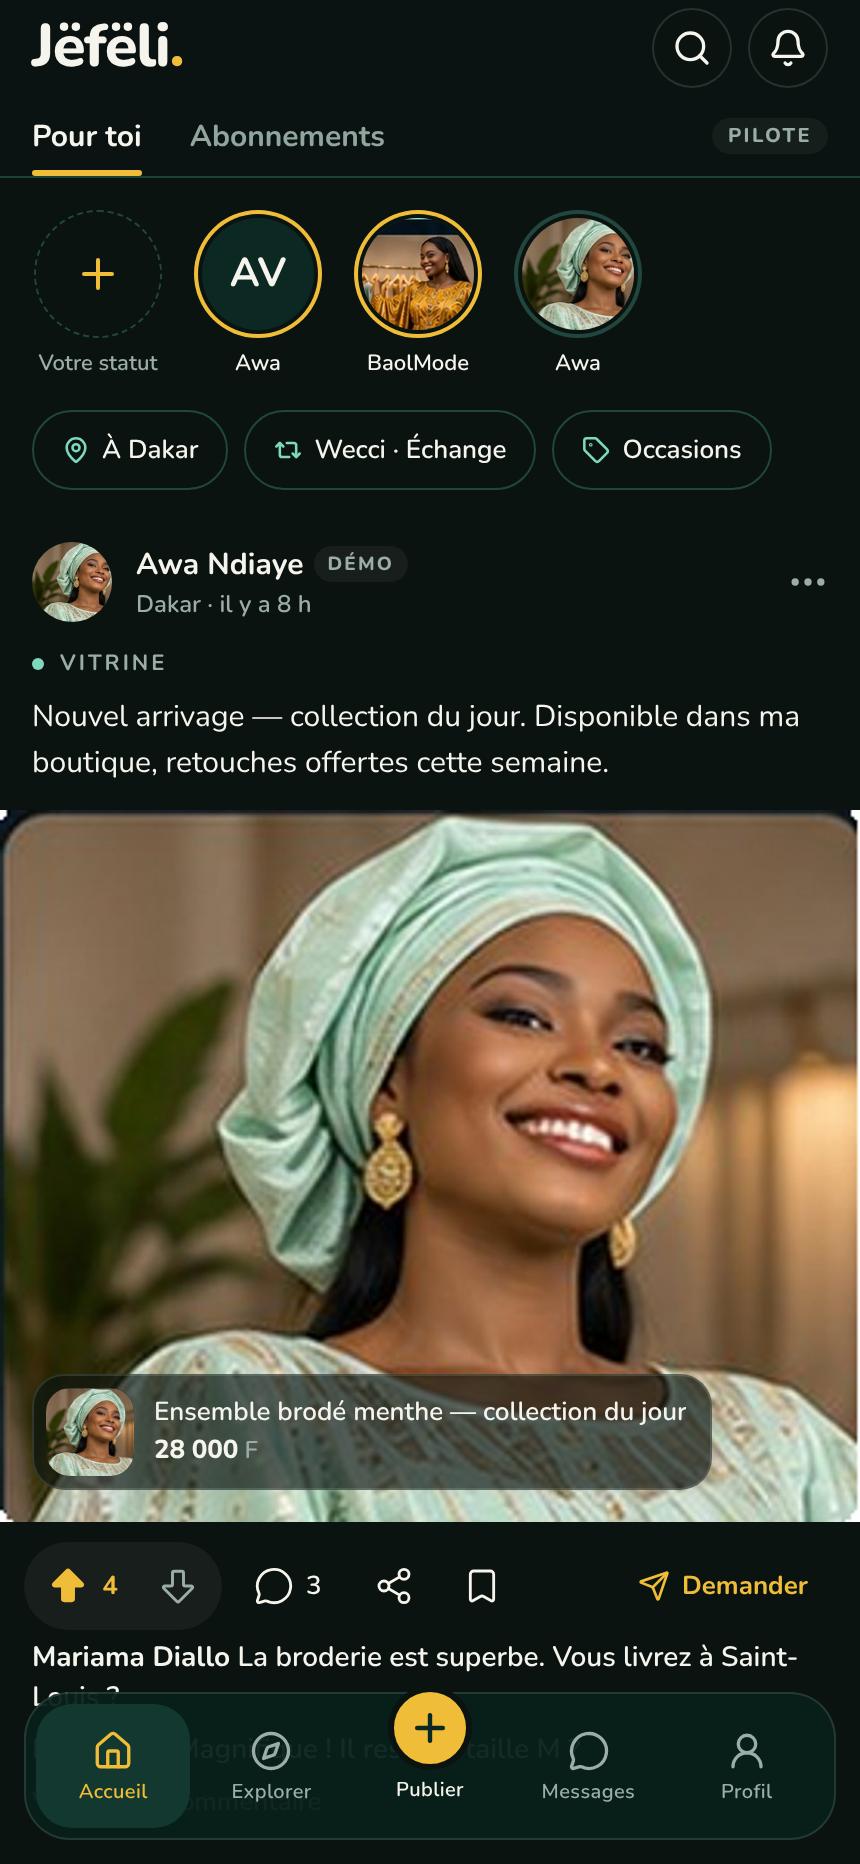 Jëfëli.
Pour toi
Abonnements
PILOTE
AV
Votre statut
Awa
BaolMode
Awa
À Dakar
Wecci · Échange
Occasions
Awa Ndiaye DÉMO
Dakar · il y a 8 h
VITRINE
Nouvel arrivage — collection du jour. Disponible dans ma
boutique, retouches offertes cette semaine.
Ensemble brodé menthe — collection du jour
28 000 F
4
3
Demander
Mariama Diallo La broderie est superbe. Vous livrez à Saint-
Louis ?
Accueil
Explorer
Publier
Messages
Profil